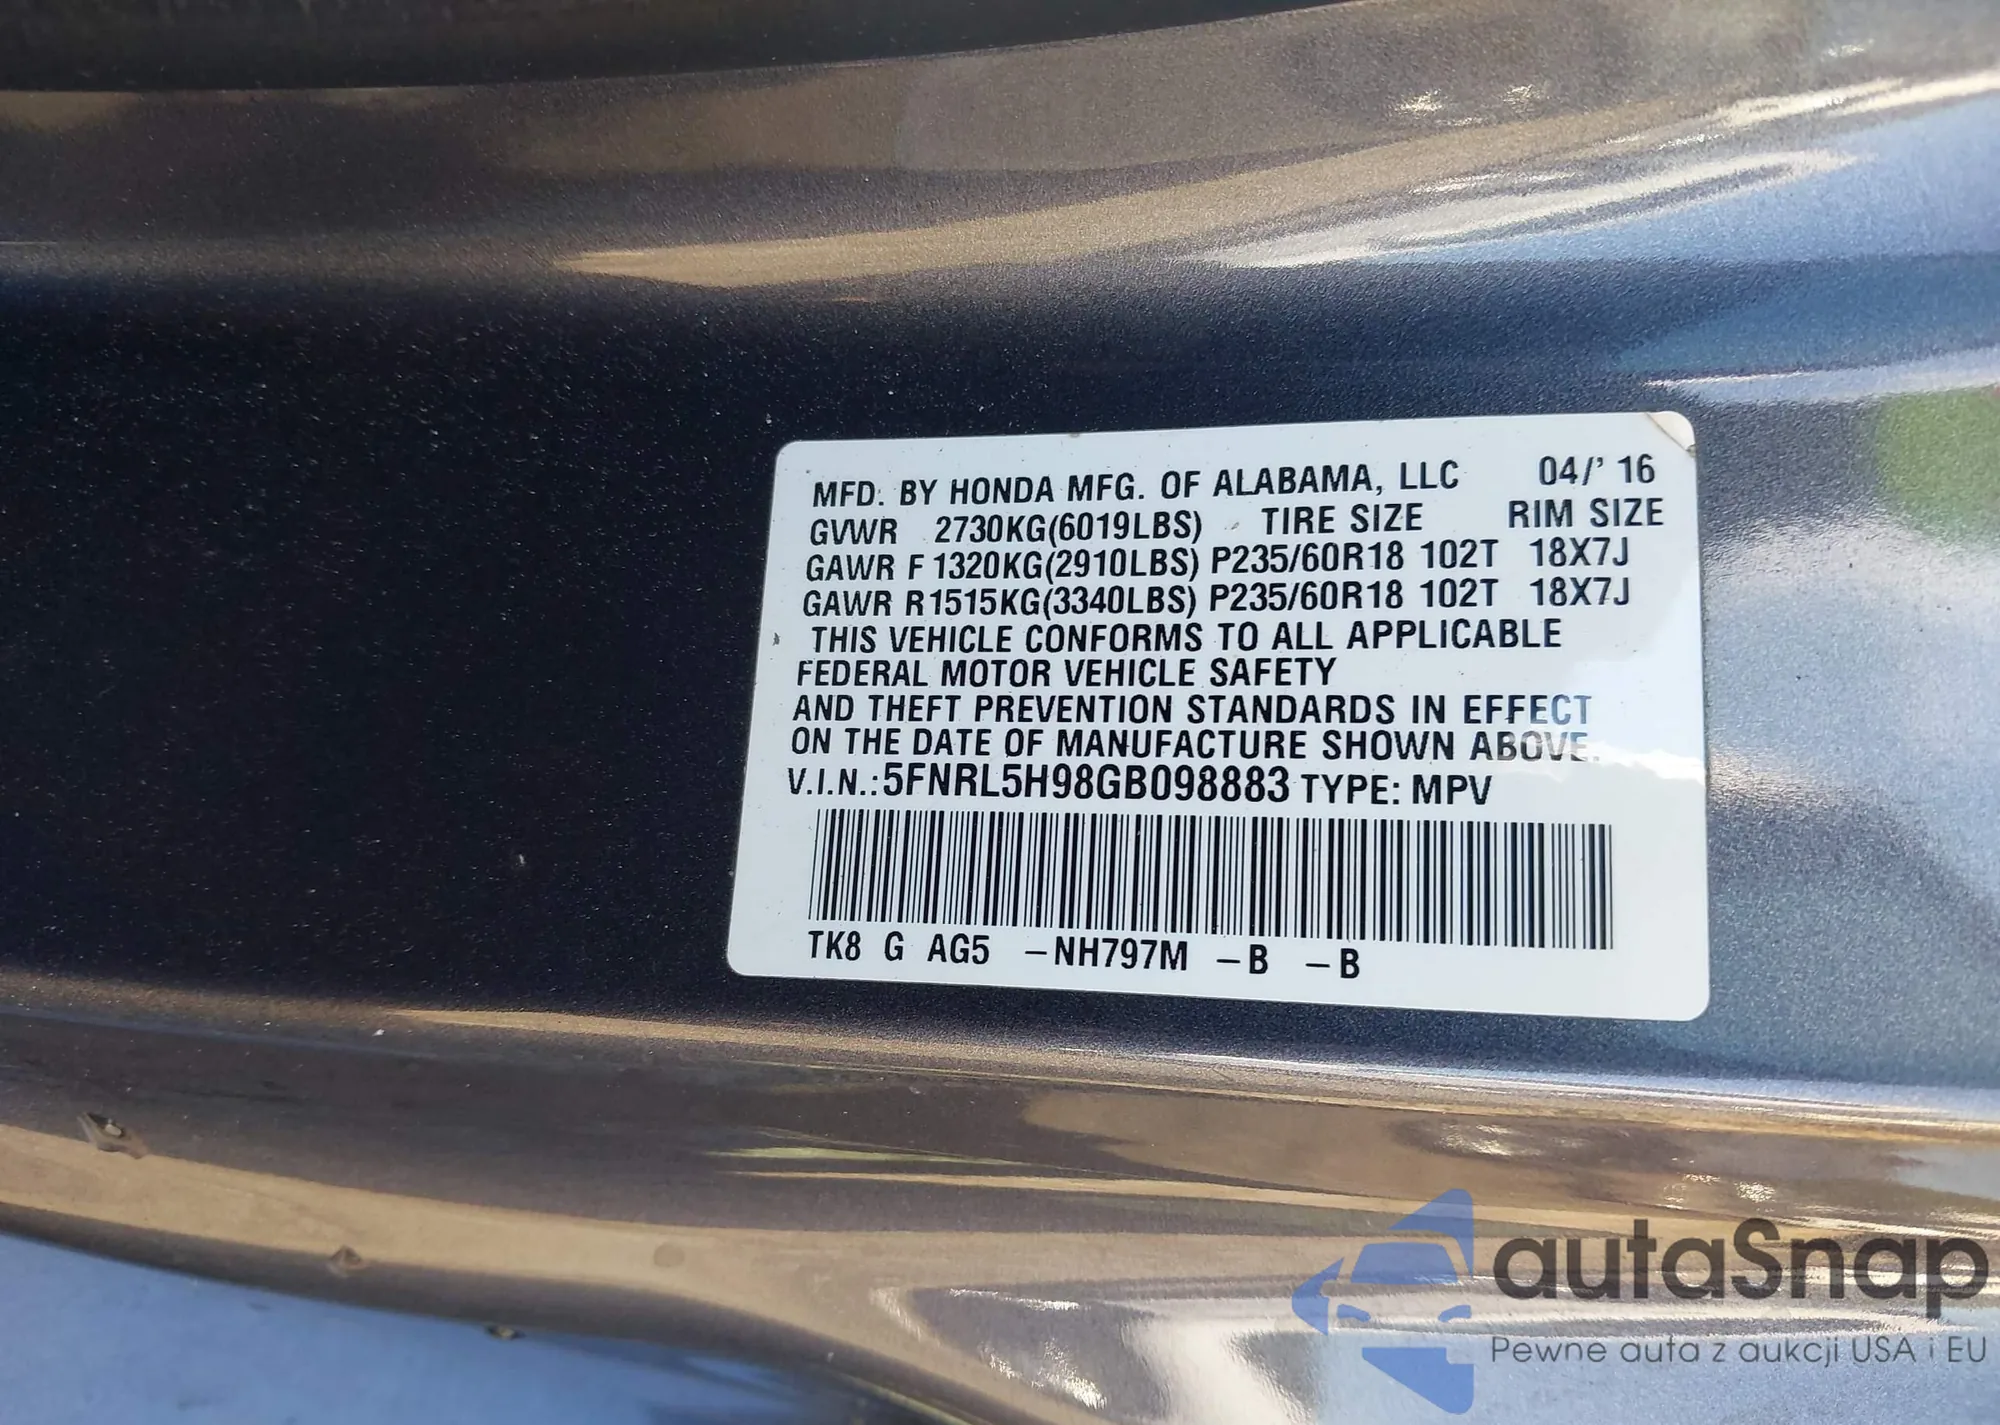 MFD. BY HONDA MFG. OF ALABAMA, LLC 04/' 16
GVWR 2730KG(6019LBS) TIRE SIZE RIM SIZE
GAWR F 1320KG(2910LBS) P235/60R18 102T 18X7J
GAWR R1515KG(3340LBS) P235/60R18 102T 18X7J
THIS VEHICLE CONFORMS TO ALL APPLICABLE
FEDERAL MOTOR VEHICLE SAFETY
AND THEFT PREVENTION STANDARDS IN EFFECT
ON THE DATE OF MANUFACTURE SHOWN ABOVE.
V.I.N.:5FNRL5H98GB098883 TYPE: MPV
TK8 G AG5 -NH797M -B -B
autaSnap
Pewne auta z aukcji USA i EU